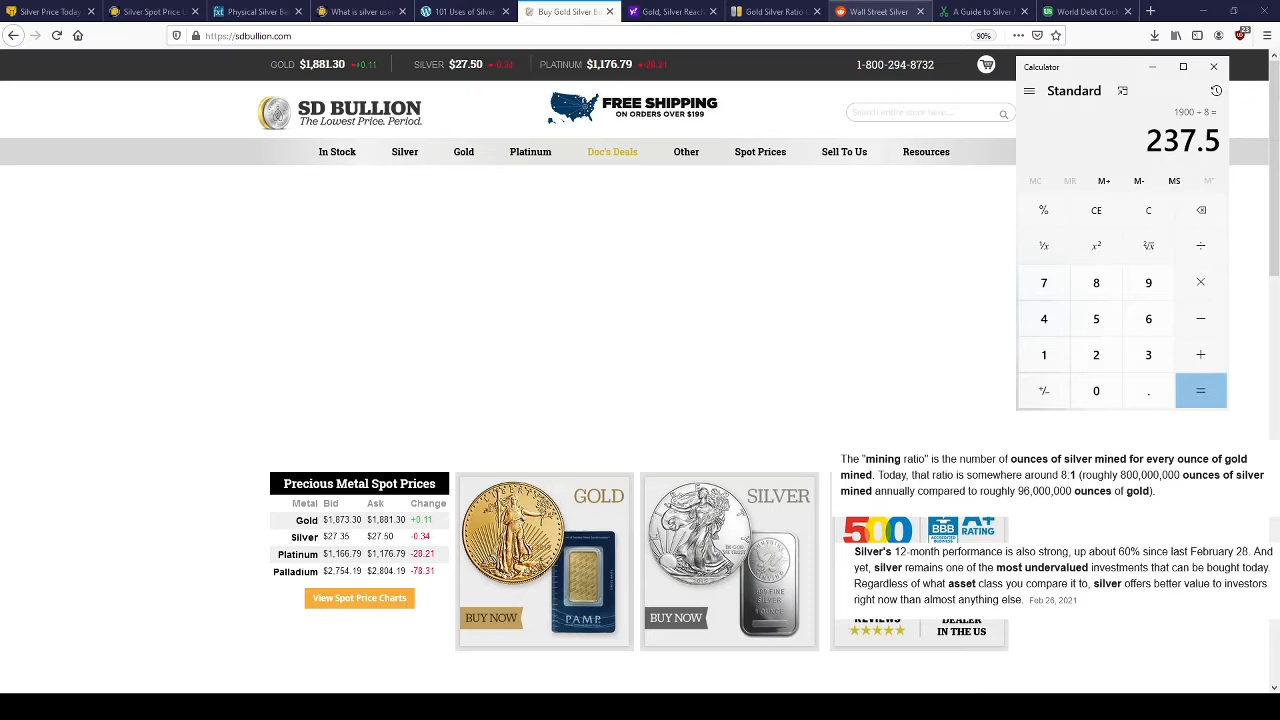 Silver Price Today
Silver Spot Price
Physical Silver Be
What is silver use
101 Uses of Silver
Buy Gold Silver Bo
Gold, Silver Reach
Gold Silver Ratio C
Wall Street Silver
A Guide to Silver M
World Debt Clock
https://sdbullion.com
90%
GOLD $1,881.30 +0.11
SILVER $27.50 -0.34
PLATINUM $1,176.79 -28.21
1-800-294-8732
SD BULLION
The Lowest Price. Period.
FREE SHIPPING
ON ORDERS OVER $199
Search entire store here...
In Stock
Silver
Gold
Platinum
Doc's Deals
Other
Spot Prices
Sell To Us
Resources
Calculator
Standard
1900 ÷ 8 =
237.5
MC MR M+ M- MS
% CE C
¹/x x² ²√x ÷
7 8 9 ×
4 5 6 −
1 2 3 +
+/− 0 . =
Precious Metal Spot Prices
Metal Bid Ask Change
Gold $1,873.30 $1,881.30 +0.11
Silver $27.35 $27.50 -0.34
Platinum $1,166.79 $1,176.79 -28.21
Palladium $2,754.19 $2,804.19 -78.31
View Spot Price Charts
GOLD
BUY NOW
PAMP
SILVER
BUY NOW
The "mining ratio" is the number of ounces of silver mined for every ounce of gold
mined. Today, that ratio is somewhere around 8:1 (roughly 800,000,000 ounces of silver
mined annually compared to roughly 96,000,000 ounces of gold).
500
BBB
ACCREDITED
BUSINESS
A+
RATING
Silver's 12-month performance is also strong, up about 60% since last February 28. And
yet, silver remains one of the most undervalued investments that can be bought today.
Regardless of what asset class you compare it to, silver offers better value to investors
right now than almost anything else. Feb 26, 2021
REVIEWS
DEALER
IN THE US